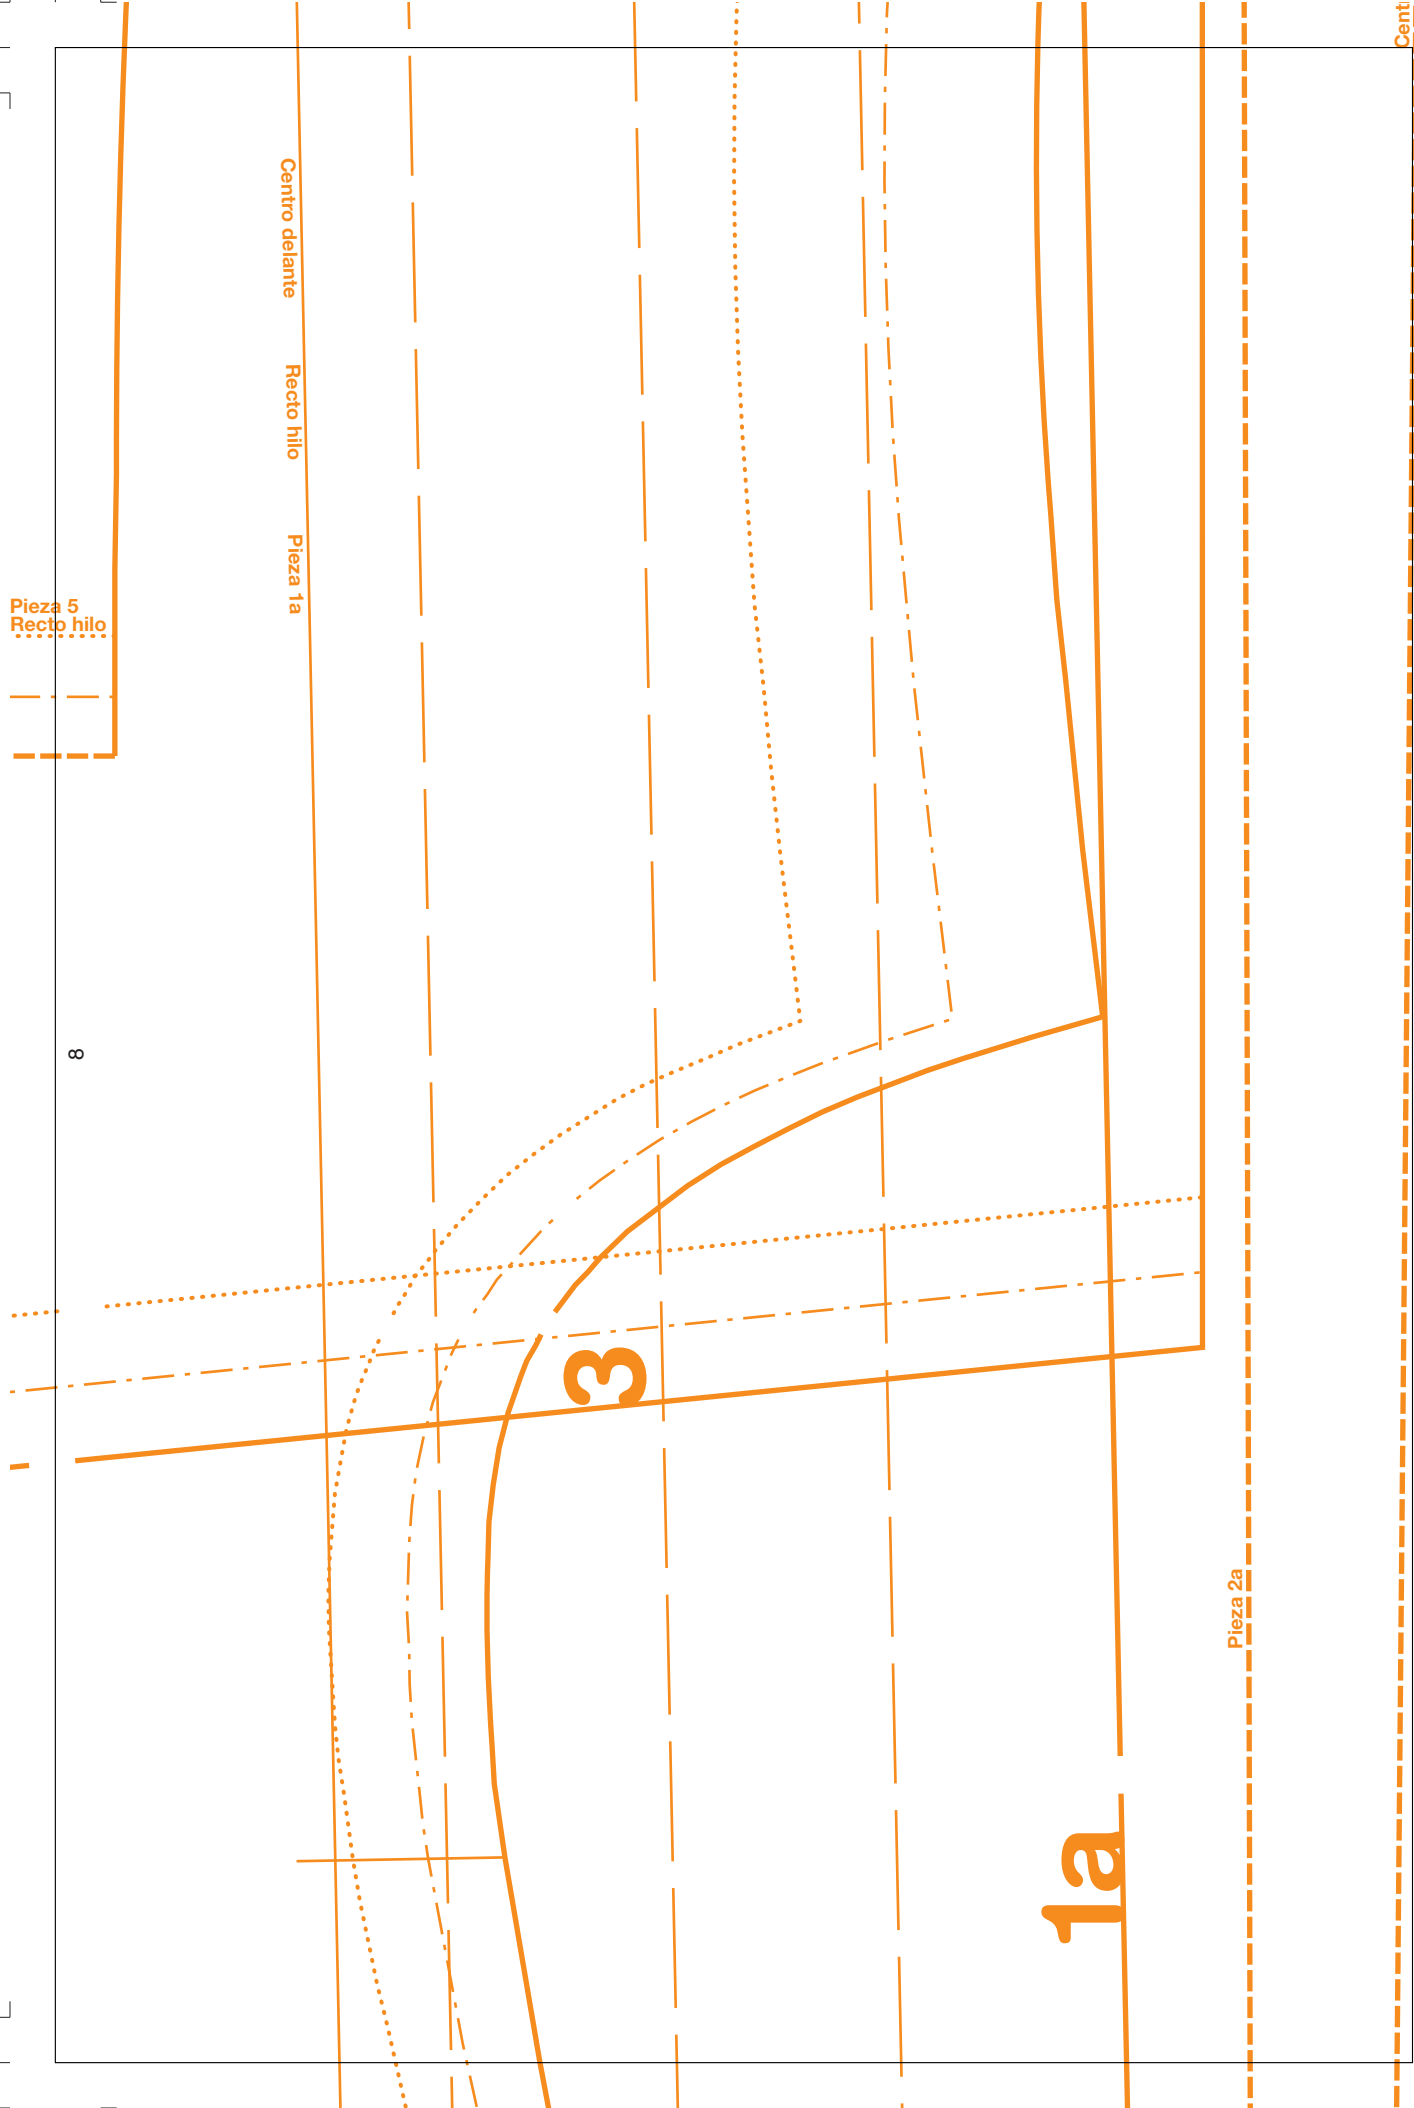 Cent
Centro delante Recto hilo Pieza 1a
Pieza 5
Recto hilo
8
3
Pieza 2a
1a